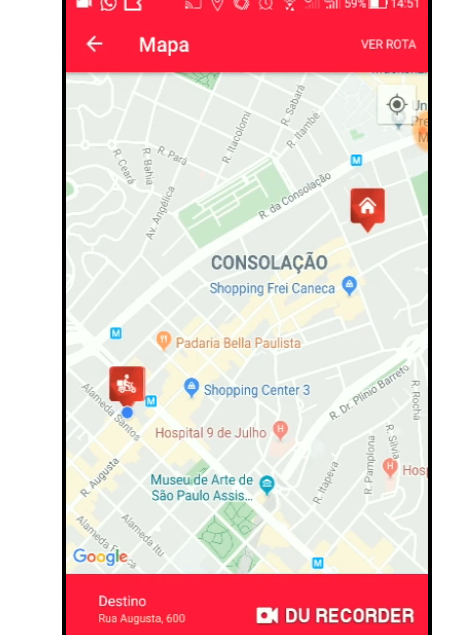 59% 14:51
Mapa
VER ROTA
R. Sabará
R. Itambé
R. Itacolomi
R. Pará
R. Bahia
R. Ceará
Av. Angélica
Un
Pre
M
M
R. da Consolação
CONSOLAÇÃO
Shopping Frei Caneca
M
Padaria Bella Paulista
Shopping Center 3
M
Alameda Santos
R. Dr. Plínio Barreto
R. Rocha
Hospital 9 de Julho
H
R. Sílvia
R. Pamplona
H
Hosp
R. Itapeva
Museu de Arte de
São Paulo Assis...
R. Augusta
Alameda Itu
M
Google
Destino
Rua Augusta, 600
DU RECORDER